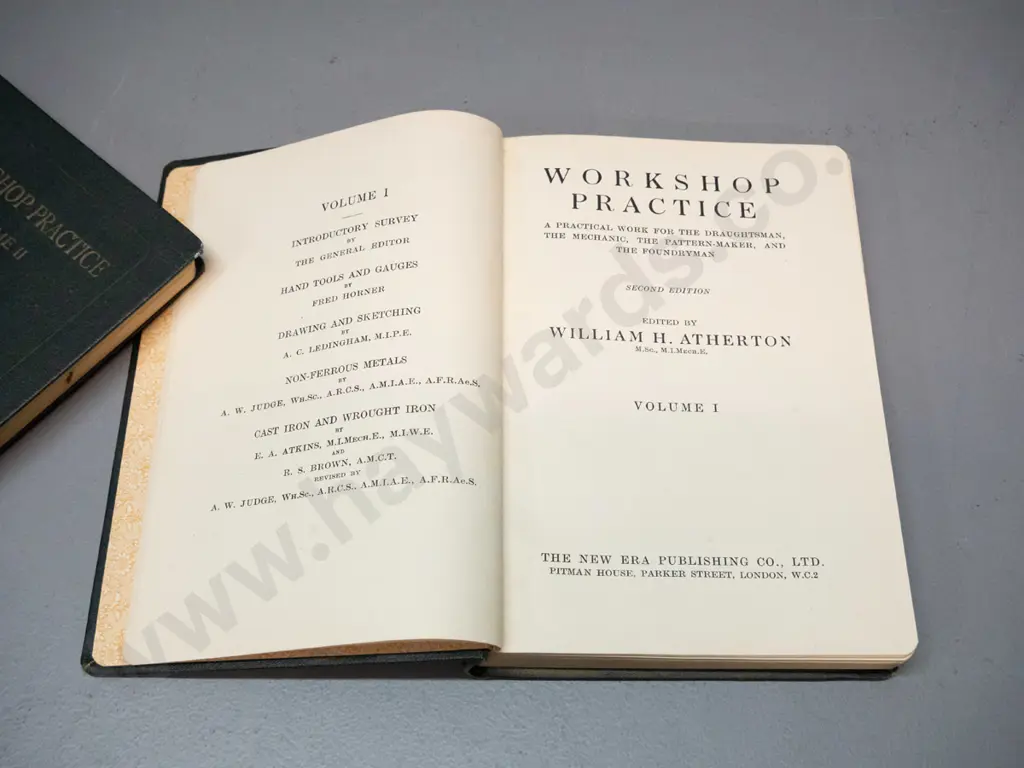 SHOP PRACTICE
ME II
VOLUME I
INTRODUCTORY SURVEY
BY
THE GENERAL EDITOR
HAND TOOLS AND GAUGES
BY
FRED HORNER
DRAWING AND SKETCHING
BY
A. C. LEDINGHAM, M.I.P.E.
NON-FERROUS METALS
BY
A. W. JUDGE, Wh.Sc., A.R.C.S., A.M.I.A.E., A.F.R.Ae.S.
CAST IRON AND WROUGHT IRON
BY
E. A. ATKINS, M.I.Mech.E., M.I.W.E.
AND
R. S. BROWN, A.M.C.T.
REVISED BY
A. W. JUDGE, Wh.Sc., A.R.C.S., A.M.I.A.E., A.F.R.Ae.S.
WORKSHOP
PRACTICE
A PRACTICAL WORK FOR THE DRAUGHTSMAN,
THE MECHANIC, THE PATTERN-MAKER, AND
THE FOUNDRYMAN
SECOND EDITION
EDITED BY
WILLIAM H. ATHERTON
M.Sc., M.I.Mech.E.
VOLUME I
THE NEW ERA PUBLISHING CO., LTD.
PITMAN HOUSE, PARKER STREET, LONDON, W.C.2
www.haywards.co.